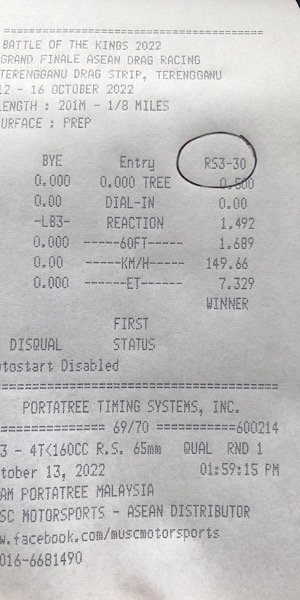 ================================
BATTLE OF THE KINGS 2022
GRAND FINALE ASEAN DRAG RACING
TERENGGANU DRAG STRIP, TERENGGANU
12 - 16 OCTOBER 2022
LENGTH : 201M - 1/8 MILES
SURFACE : PREP
BYE Entry RS3-30
0.000 0.000 TREE 0.500
0.00 DIAL-IN 0.00
-LB3- REACTION 1.492
0.000 ------60FT------ 1.689
0.00 ------KM/H------ 149.66
0.000 ------ET------- 7.329
WINNER
FIRST
DISQUAL STATUS
utostart Disabled
================================
PORTATREE TIMING SYSTEMS, INC.
============ 69/70 ===========600214
3 - 4T<160CC R.S. 65mm QUAL RND 1
tober 13, 2022 01:59:15 PM
AM PORTATREE MALAYSIA
SC MOTORSPORTS - ASEAN DISTRIBUTOR
w.facebook.com/muscmotorsports
016-6681490